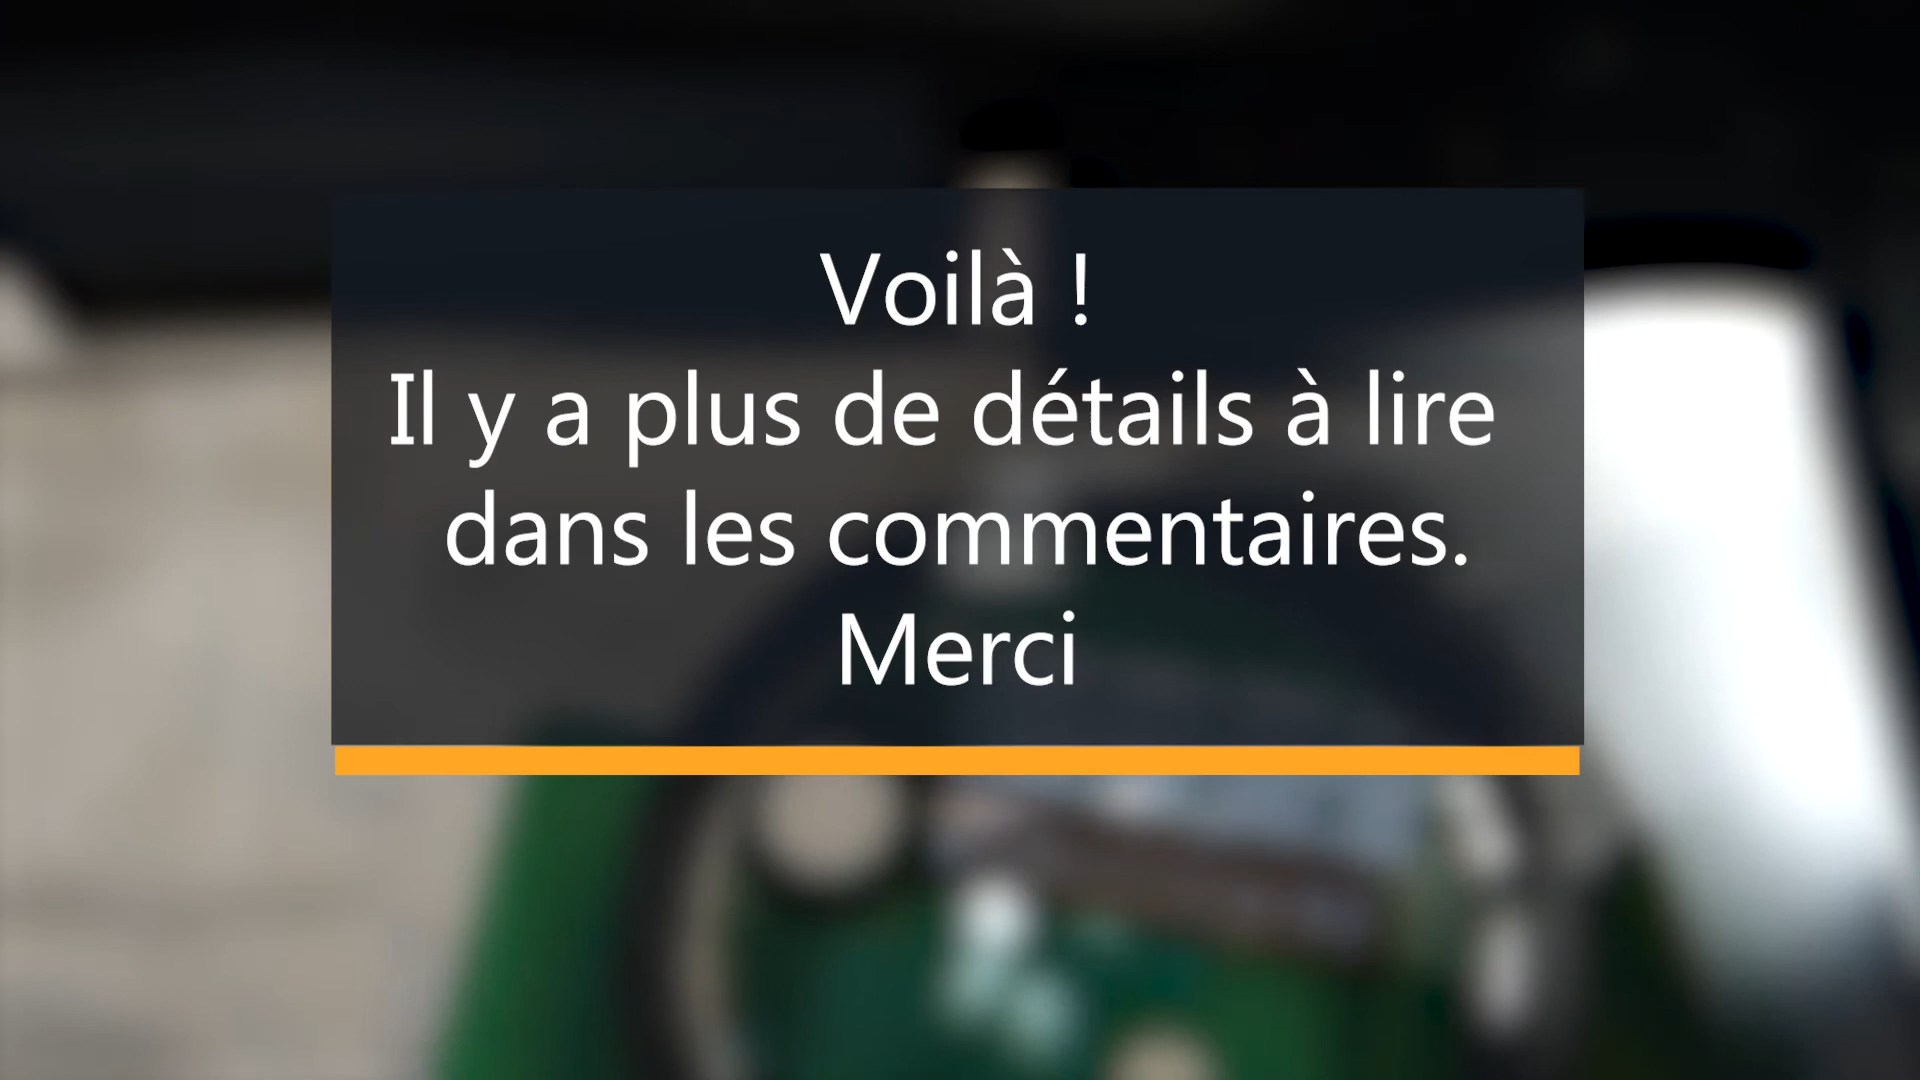 Voilà !
Il y a plus de détails à lire
dans les commentaires.
Merci